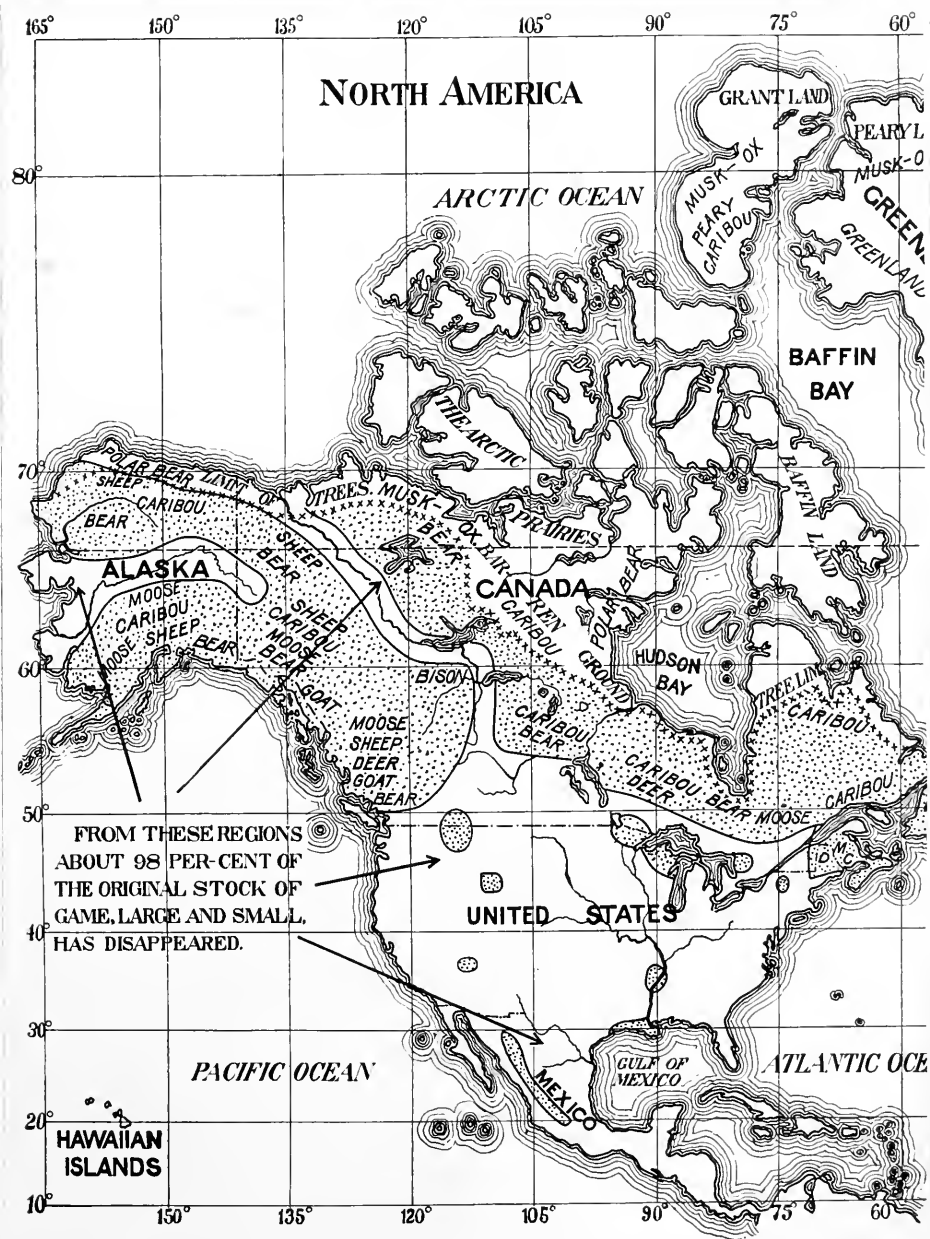 165° 150° 135° 120° 105° 90° 75° 60°
NORTH AMERICA
GRANT LAND
PEARY L
MUSK-O
80°
MUSK-OX
PEARY
CARIBOU
GREENL
GREENLAND
ARCTIC OCEAN
BAFFIN
BAY
THE ARCTIC
PRAIRIES
BAFFIN
LAND
70°
POLAR BEAR
LIMIT OF
TREES
MUSK-OX
BEAR
BARREN
GROUND
SHEEP
CARIBOU
BEAR
SHEEP
BEAR
ALASKA
CANADA
POLAR BEAR
CARIBOU
MOOSE
CARIBOU
MOOSE SHEEP
BEAR
SHEEP
CARIBOU
MOOSE
BEAR
GOAT
60°
BISON
HUDSON
BAY
TREE LIN
CARIBOU
MOOSE
SHEEP
DEER
GOAT
BEAR
CARIBOU
BEAR
CARIBOU BEAR MOOSE
DEER
CARIBOU
50°
M
D C
FROM THESE REGIONS
ABOUT 98 PER-CENT OF
THE ORIGINAL STOCK OF
GAME, LARGE AND SMALL,
HAS DISAPPEARED.
UNITED STATES
40°
30°
PACIFIC OCEAN
GULF OF
MEXICO
ATLANTIC OCE
MEXICO
20°
HAWAIIAN
ISLANDS
10°
150° 135° 120° 105° 90° 75° 60°